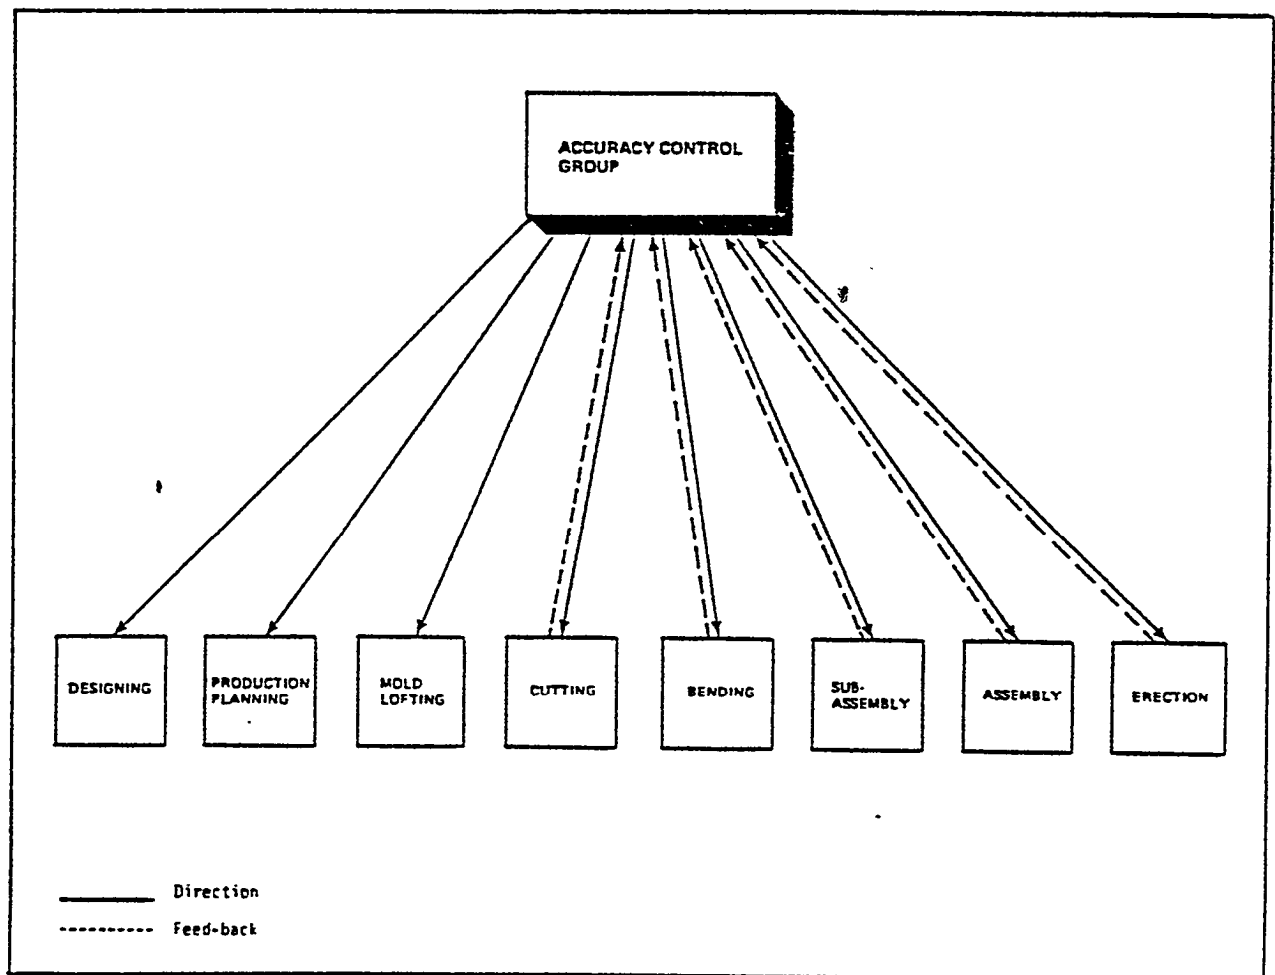 ACCURACY CONTROL
GROUP
DESIGNING
PRODUCTION
PLANNING
MOLD
LOFTING
CUTTING
BENDING
SUB-
ASSEMBLY
ASSEMBLY
ERECTION
Direction
Feed-back